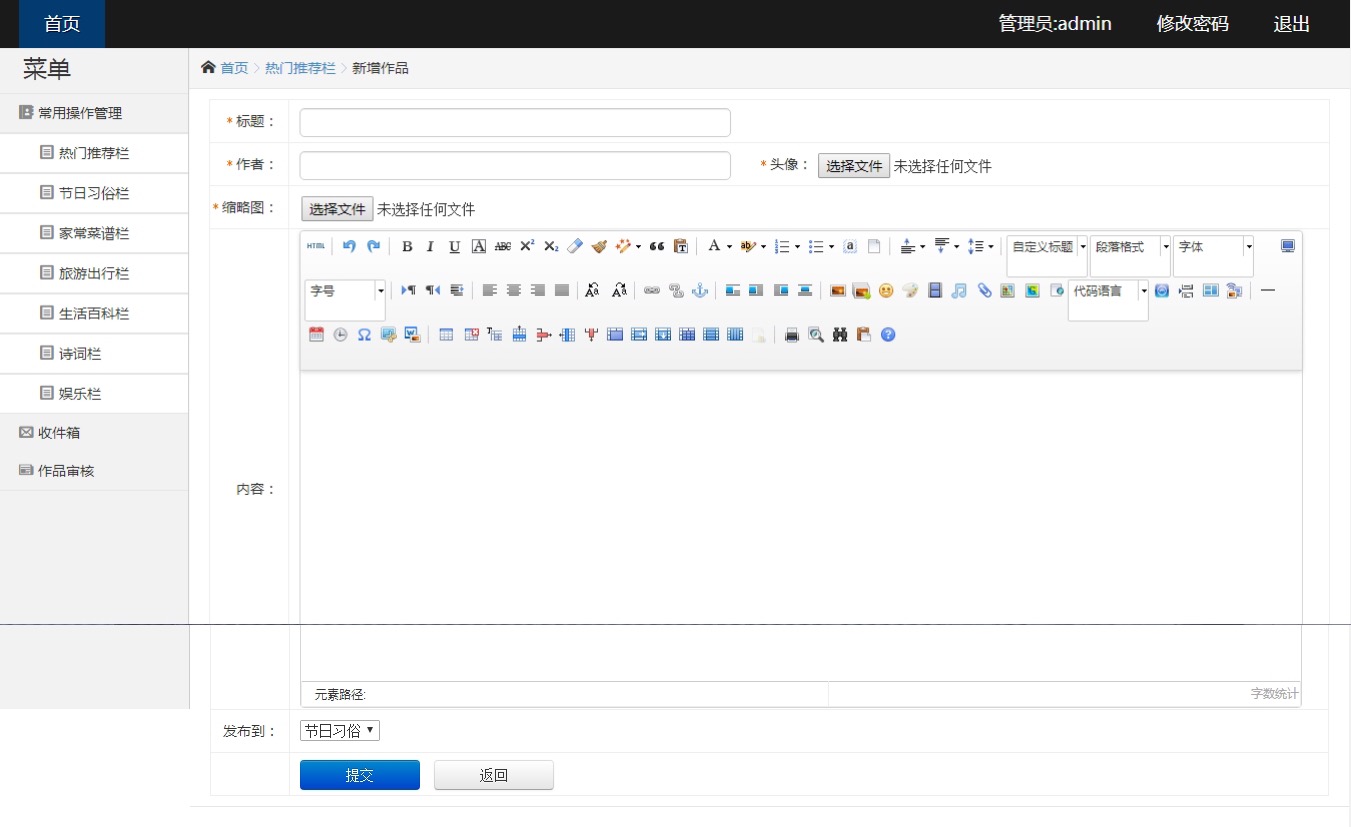 首页
管理员:admin 修改密码 退出
菜单
首页 > 热门推荐栏 > 新增作品
常用操作管理
热门推荐栏
节日习俗栏
家常菜谱栏
旅游出行栏
生活百科栏
诗词栏
娱乐栏
收件箱
作品审核
*标题：
*作者：
*头像： 选择文件 未选择任何文件
*缩略图： 选择文件 未选择任何文件
HTML B I U A ABC X² X₂ A 自定义标题 段落格式 字体
字号 代码语言
内容：
元素路径: 字数统计
发布到： 节日习俗
提交 返回